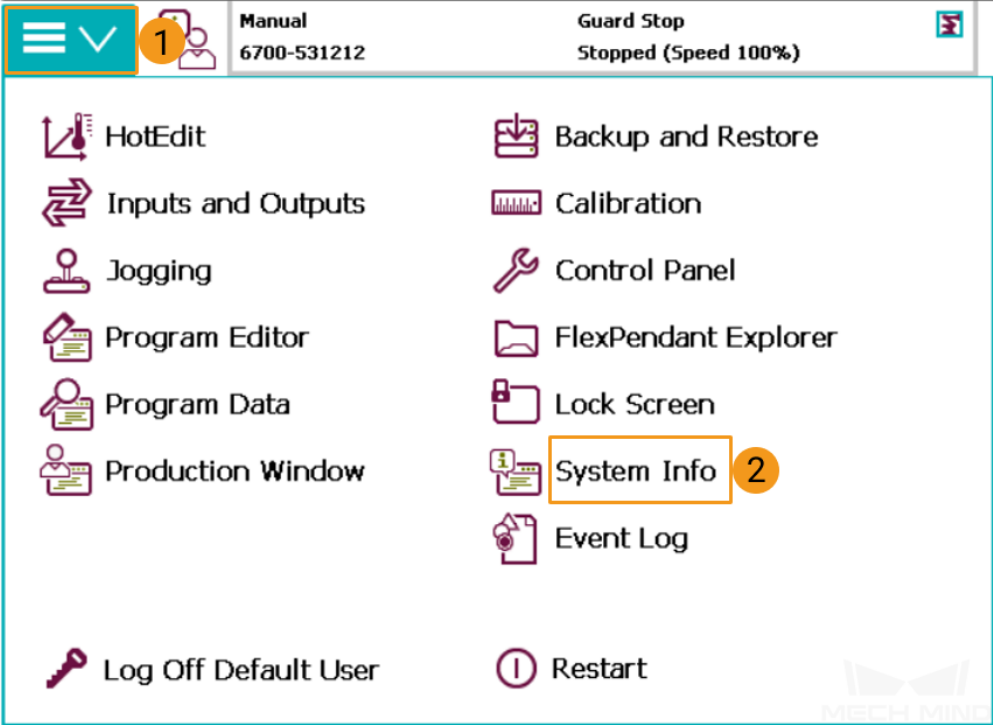 1
Manual
6700-531212
Guard Stop
Stopped (Speed 100%)
HotEdit
Inputs and Outputs
Jogging
Program Editor
Program Data
Production Window
Backup and Restore
Calibration
Control Panel
FlexPendant Explorer
Lock Screen
System Info
2
Event Log
Log Off Default User
Restart
MECH MIND